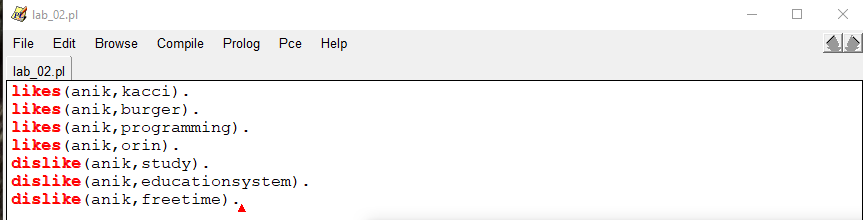 lab_02.pl
File Edit Browse Compile Prolog Pce Help
lab_02.pl
likes(anik,kacci).
likes(anik,burger).
likes(anik,programming).
likes(anik,orin).
dislike(anik,study).
dislike(anik,educationsystem).
dislike(anik,freetime).